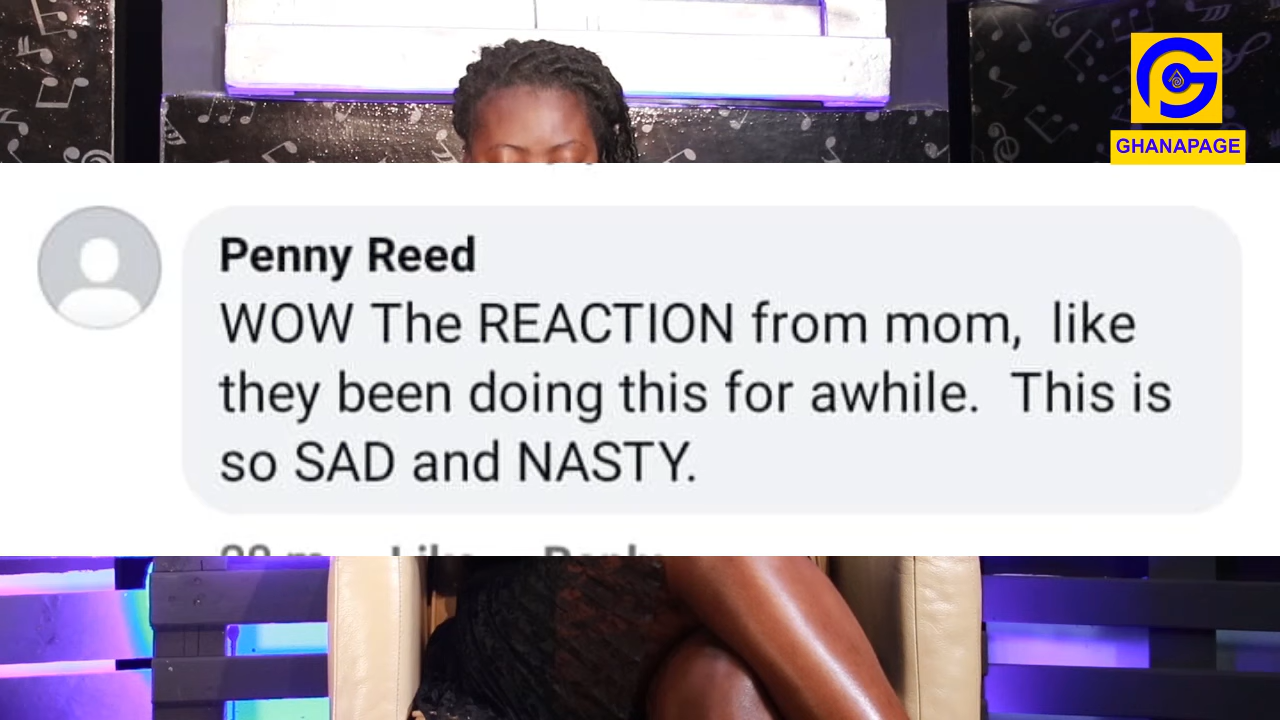 GHANAPAGE
Penny Reed
WOW The REACTION from mom, like
they been doing this for awhile. This is
so SAD and NASTY.